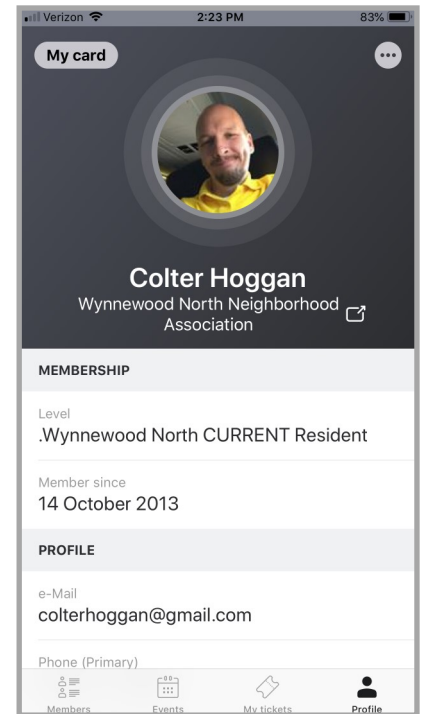 Verizon 2:23 PM 83%
My card
Colter Hoggan
Wynnewood North Neighborhood
Association
MEMBERSHIP
Level
.Wynnewood North CURRENT Resident
Member since
14 October 2013
PROFILE
e-Mail
colterhoggan@gmail.com
Phone (Primary)
Members Events My tickets Profile